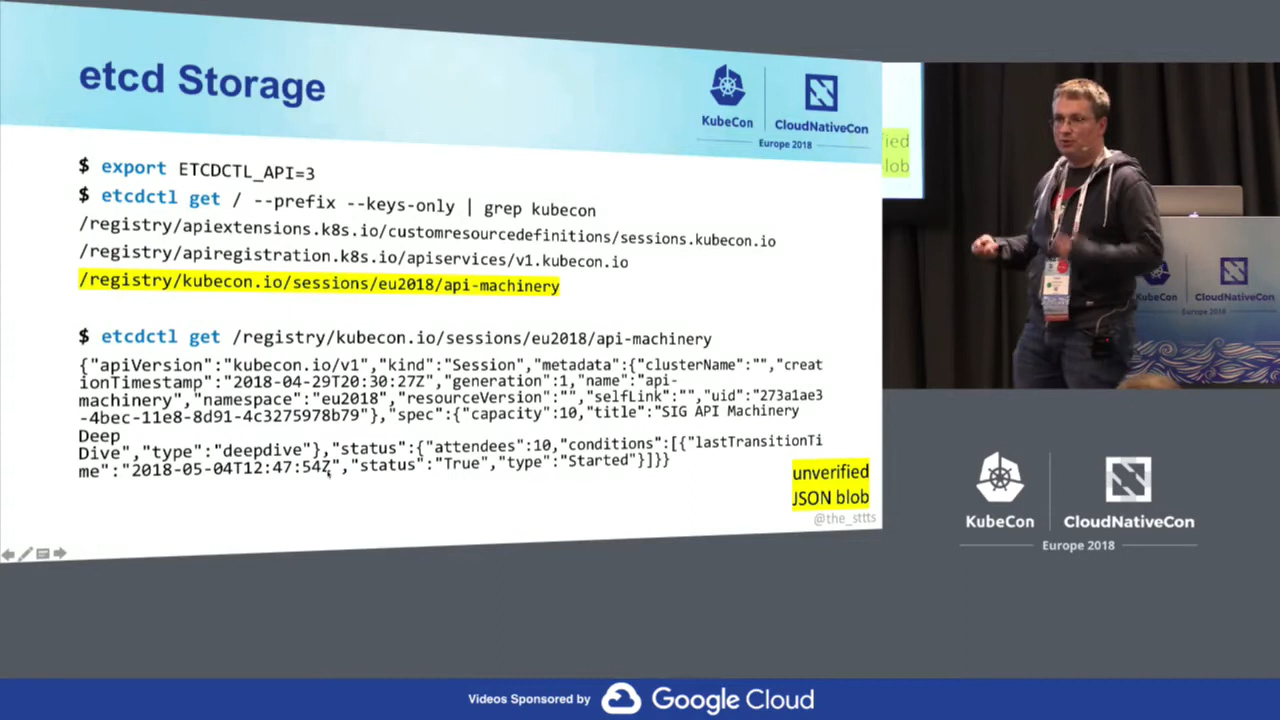 etcd Storage
KubeCon
CloudNativeCon
Europe 2018
$ export ETCDCTL_API=3
$ etcdctl get / --prefix --keys-only | grep kubecon
/registry/apiextensions.k8s.io/customresourcedefinitions/sessions.kubecon.io
/registry/apiregistration.k8s.io/apiservices/v1.kubecon.io
/registry/kubecon.io/sessions/eu2018/api-machinery
$ etcdctl get /registry/kubecon.io/sessions/eu2018/api-machinery
{"apiVersion":"kubecon.io/v1","kind":"Session","metadata":{"clusterName":"","creat
ionTimestamp":"2018-04-29T20:30:27Z","generation":1,"name":"api-
machinery","namespace":"eu2018","resourceVersion":"","selfLink":"","uid":"273a1ae3
-4bec-11e8-8d91-4c3275978b79"},"spec":{"capacity":10,"title":"SIG API Machinery
Deep
Dive","type":"deepdive"},"status":{"attendees":10,"conditions":[{"lastTransitionTi
me":"2018-05-04T12:47:54Z","status":"True","type":"Started"}]}}
unverified
JSON blob
@the_sttts
fied
blob
KubeCon
CloudNativeCon
Europe 2018
KubeCon
CloudNativeCon
Europe 2018
Videos Sponsored by Google Cloud